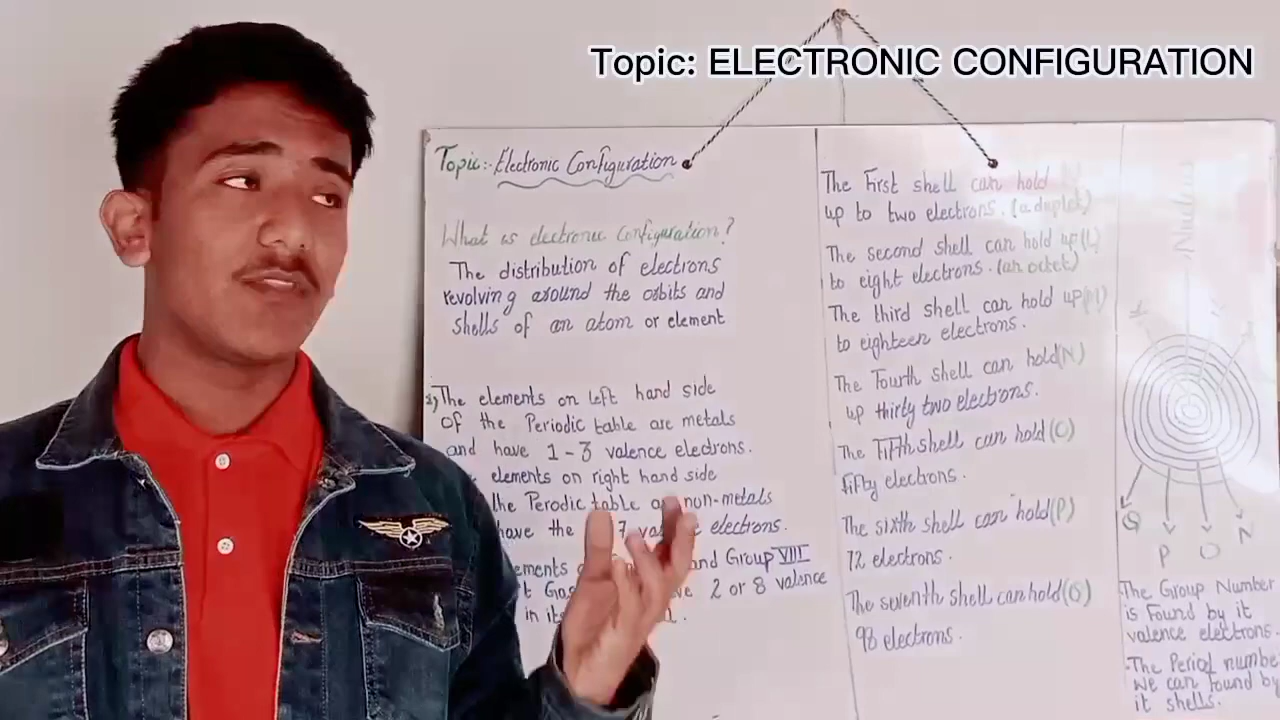 Topic: ELECTRONIC CONFIGURATION
Topic:- Electronic Configuration
What is electronic Configuration?
The distribution of electrons
revolving around the orbits and
shells of an atom or element
The elements on left hand side
of the Periodic table are metals
and have 1-3 valence electrons.
elements on right hand side
the Perodic table non-metals
have the 7 electrons.
and Group VIII
2 or 8 valence
in
The First shell can hold
up to two electrons. (a duplet)
The second shell can hold up (L)
to eight electrons. (an octet)
The third shell can hold up (M)
to eighteen electrons.
The Fourth shell can hold (N)
up thirty two electrons.
The Fifth shell can hold (O)
fifty electrons.
The sixth shell can hold (P)
72 electrons.
The seventh shell can hold (Q)
98 electrons.
Nucleus
Q
P
O
N
The Group Number
is Found by it
valence electrons.
The Period number
We can found by
it shells.